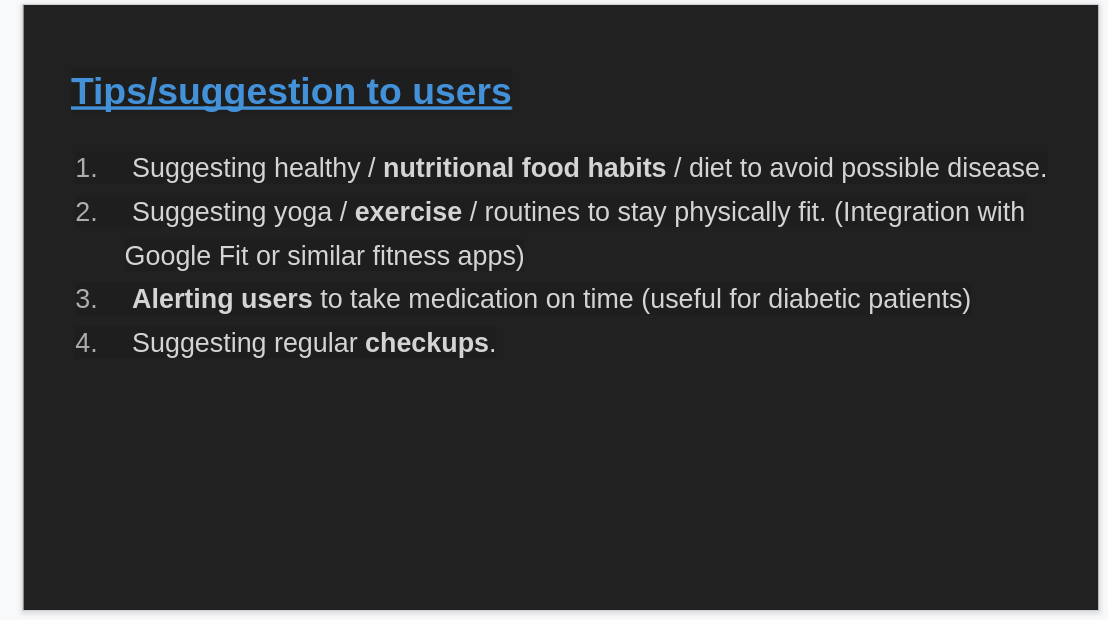 Tips/suggestion to users
1. Suggesting healthy / nutritional food habits / diet to avoid possible disease.
2. Suggesting yoga / exercise / routines to stay physically fit. (Integration with
Google Fit or similar fitness apps)
3. Alerting users to take medication on time (useful for diabetic patients)
4. Suggesting regular checkups.